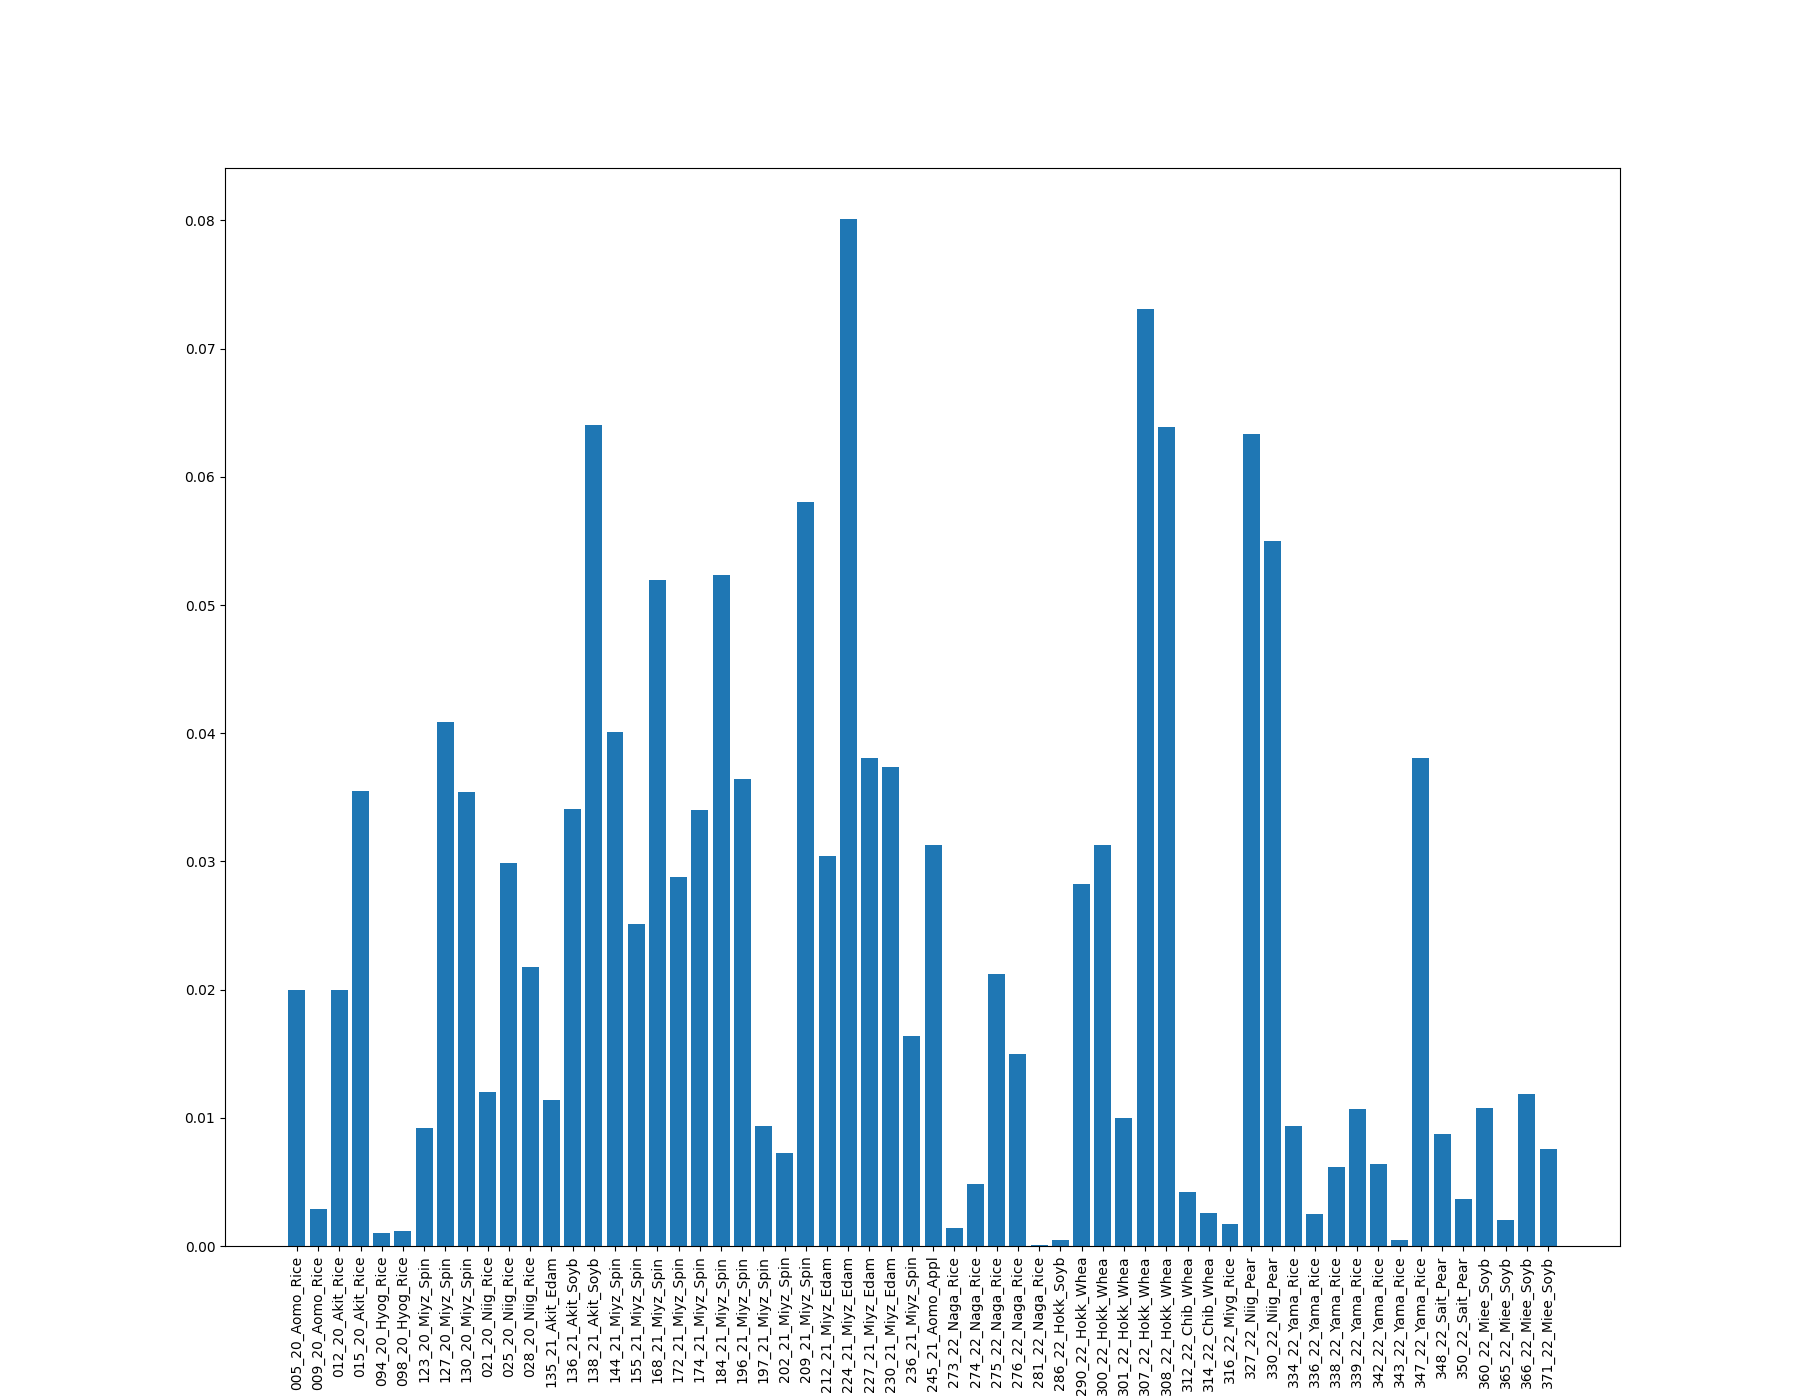 0.08
0.07
0.06
0.05
0.04
0.03
0.02
0.01
0.00
005_20_Aomo_Rice
009_20_Aomo_Rice
012_20_Akit_Rice
015_20_Akit_Rice
094_20_Hyog_Rice
098_20_Hyog_Rice
123_20_Miyz_Spin
127_20_Miyz_Spin
130_20_Miyz_Spin
021_20_Niig_Rice
025_20_Niig_Rice
028_20_Niig_Rice
135_21_Akit_Edam
136_21_Akit_Soyb
138_21_Akit_Soyb
144_21_Miyz_Spin
155_21_Miyz_Spin
168_21_Miyz_Spin
172_21_Miyz_Spin
174_21_Miyz_Spin
184_21_Miyz_Spin
196_21_Miyz_Spin
197_21_Miyz_Spin
202_21_Miyz_Spin
209_21_Miyz_Spin
212_21_Miyz_Edam
224_21_Miyz_Edam
227_21_Miyz_Edam
230_21_Miyz_Edam
236_21_Miyz_Spin
245_21_Aomo_Appl
273_22_Naga_Rice
274_22_Naga_Rice
275_22_Naga_Rice
276_22_Naga_Rice
281_22_Naga_Rice
286_22_Hokk_Soyb
290_22_Hokk_Whea
300_22_Hokk_Whea
301_22_Hokk_Whea
307_22_Hokk_Whea
308_22_Hokk_Whea
312_22_Chib_Whea
314_22_Chib_Whea
316_22_Miyg_Rice
327_22_Niig_Pear
330_22_Niig_Pear
334_22_Yama_Rice
336_22_Yama_Rice
338_22_Yama_Rice
339_22_Yama_Rice
342_22_Yama_Rice
343_22_Yama_Rice
347_22_Yama_Rice
348_22_Sait_Pear
350_22_Sait_Pear
360_22_Miee_Soyb
365_22_Miee_Soyb
366_22_Miee_Soyb
371_22_Miee_Soyb